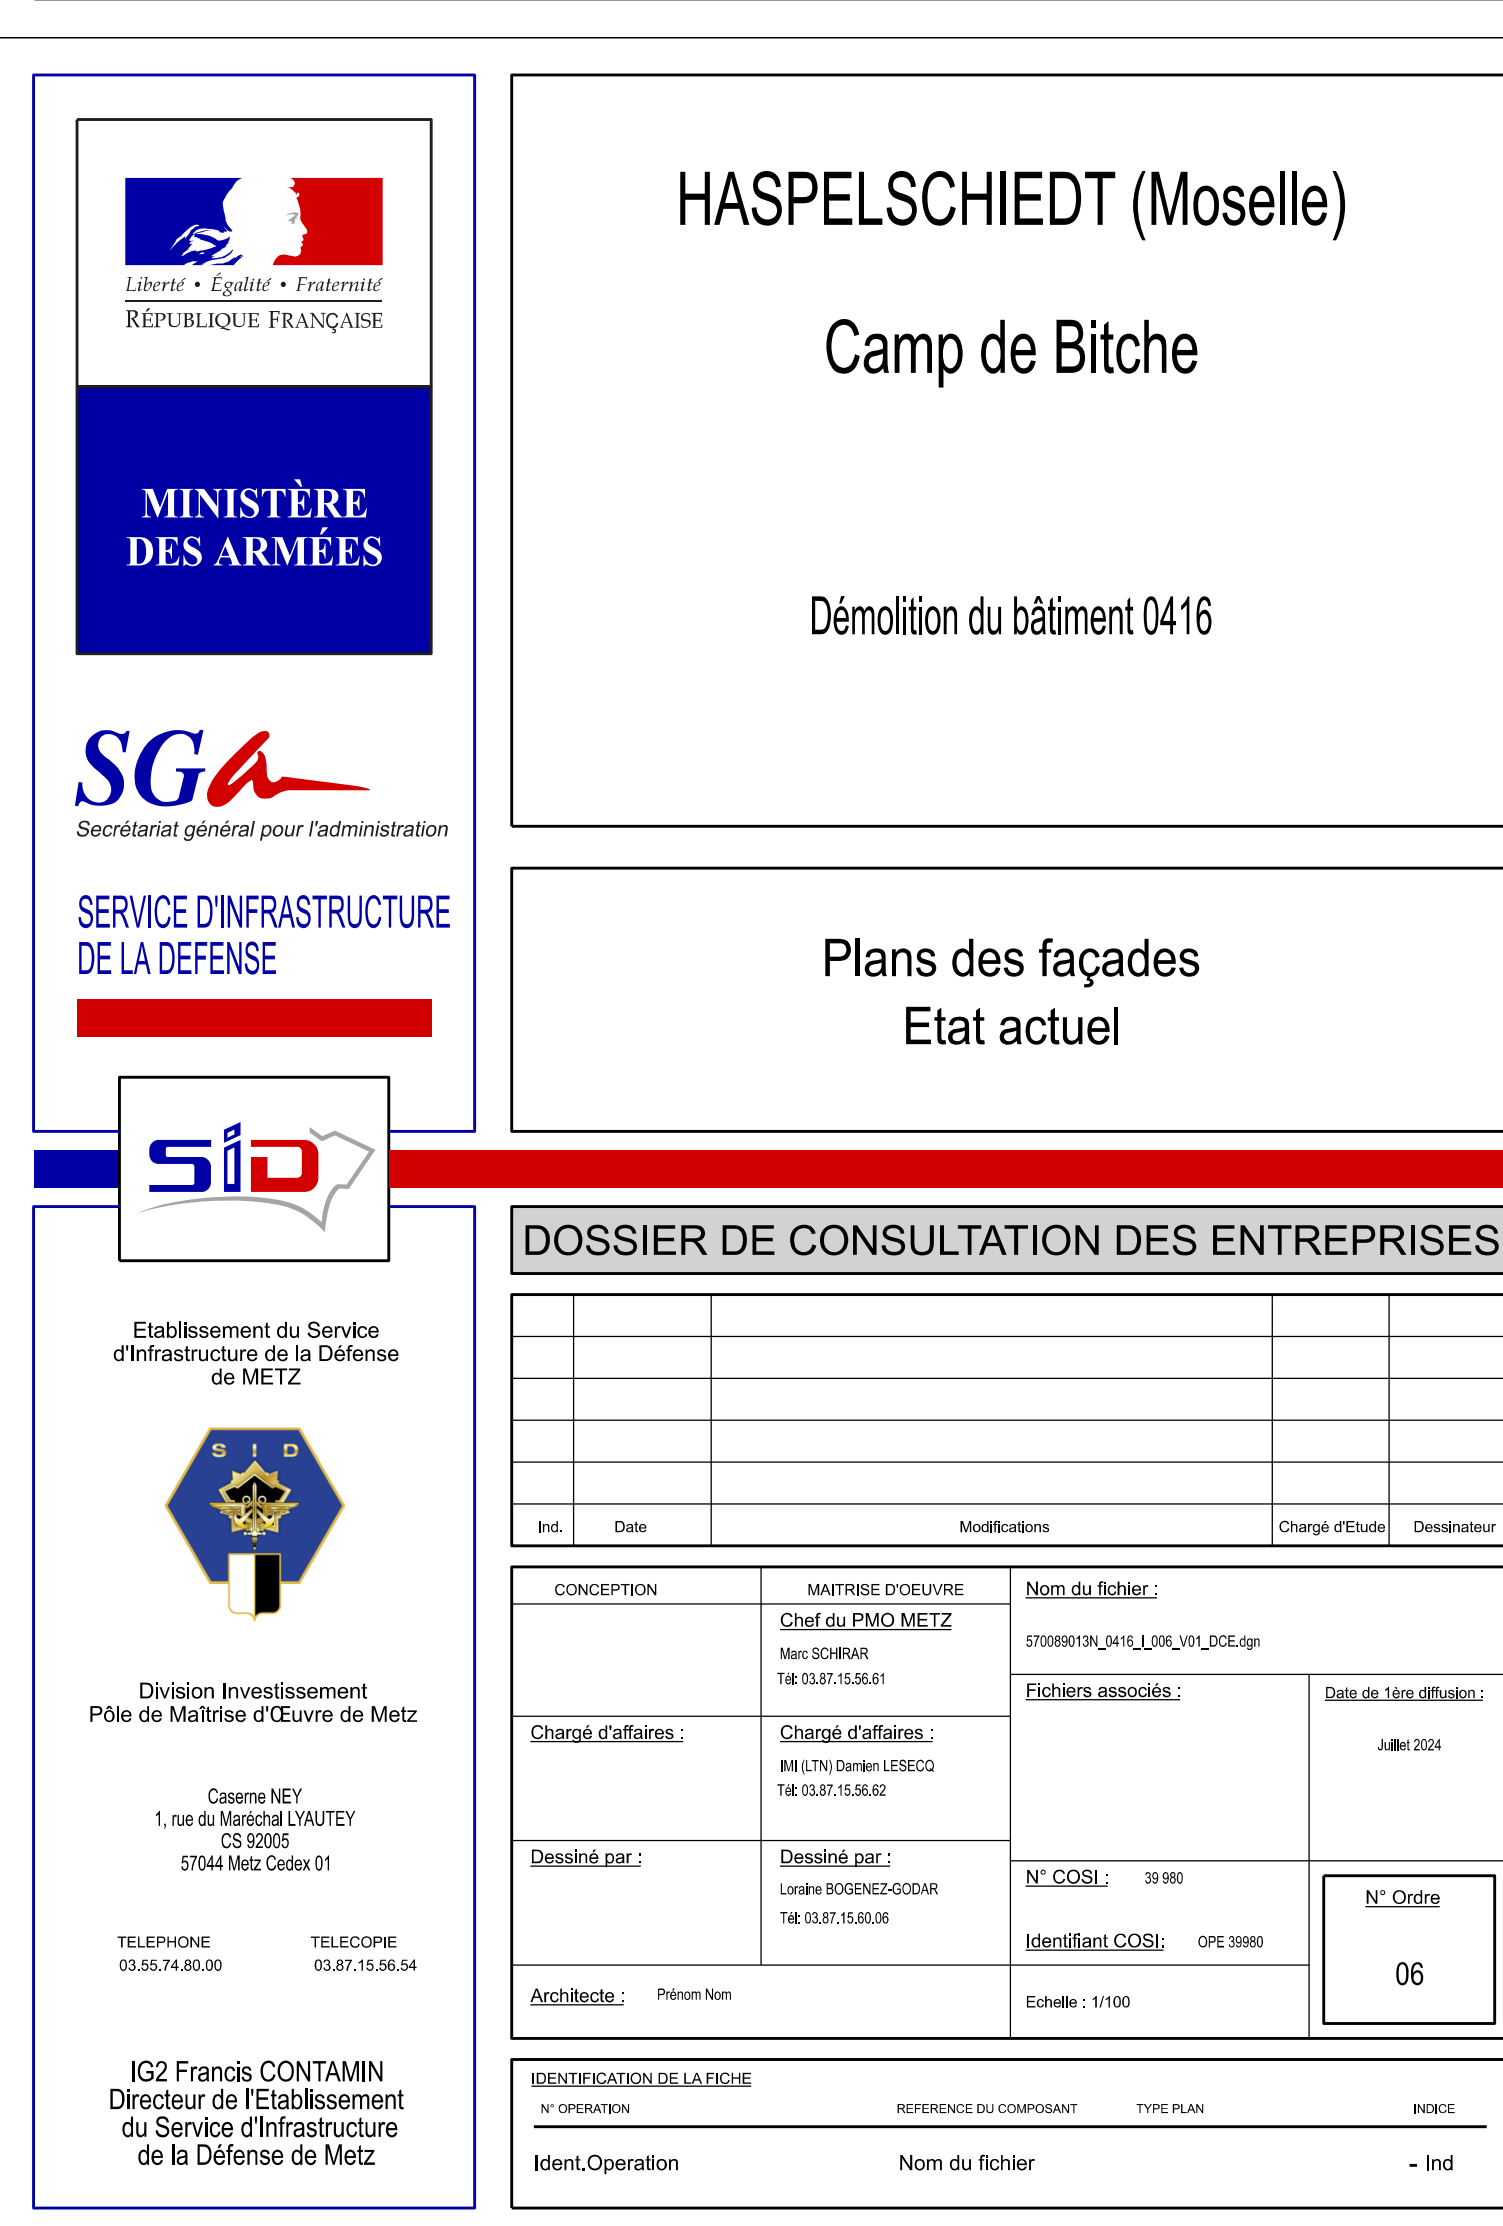 Liberté • Égalité • Fraternité
RÉPUBLIQUE FRANÇAISE
MINISTÈRE
DES ARMÉES
SGa
Secrétariat général pour l'administration
SERVICE D'INFRASTRUCTURE
DE LA DEFENSE
HASPELSCHIEDT (Moselle)
Camp de Bitche
Démolition du bâtiment 0416
Plans des façades
Etat actuel
SiD
DOSSIER DE CONSULTATION DES ENTREPRISES
Etablissement du Service
d'Infrastructure de la Défense
de METZ
S I D
Division Investissement
Pôle de Maîtrise d'Œuvre de Metz
Caserne NEY
1, rue du Maréchal LYAUTEY
CS 92005
57044 Metz Cedex 01
TELEPHONE TELECOPIE
03.55.74.80.00 03.87.15.56.54
IG2 Francis CONTAMIN
Directeur de l'Etablissement
du Service d'Infrastructure
de la Défense de Metz
Ind. Date Modifications Chargé d'Etude Dessinateur
CONCEPTION
MAITRISE D'OEUVRE
Chef du PMO METZ
Marc SCHIRAR
Tél: 03.87.15.56.61
Chargé d'affaires :
Chargé d'affaires :
IMI (LTN) Damien LESECQ
Tél: 03.87.15.56.62
Dessiné par :
Dessiné par :
Loraine BOGENEZ-GODAR
Tél: 03.87.15.60.06
Architecte : Prénom Nom
Nom du fichier :
570089013N_0416_I_006_V01_DCE.dgn
Fichiers associés :
Date de 1ère diffusion :
Juillet 2024
N° COSI : 39 980
Identifiant COSI: OPE 39980
Echelle : 1/100
N° Ordre
06
IDENTIFICATION DE LA FICHE
N° OPERATION REFERENCE DU COMPOSANT TYPE PLAN INDICE
Ident.Operation Nom du fichier - Ind